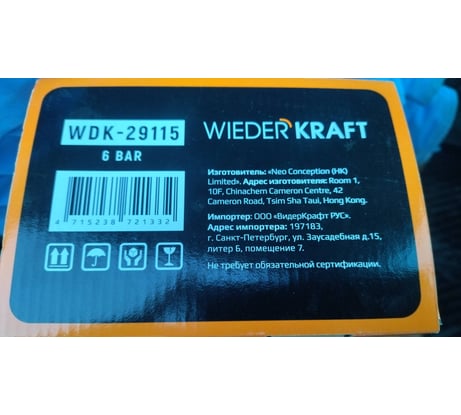 WDK-29115
6 BAR
WIEDERKRAFT
4 715238 721332
Изготовитель: «Neo Conception (HK)
Limited». Адрес изготовителя: Room 1,
10F, Chinachem Cameron Centre, 42
Cameron Road, Tsim Sha Taui, Hong Kong.
Импортер: ООО «ВидерКрафт РУС».
Адрес импортера: 197183,
г. Санкт-Петербург, ул. Заусадебная д.15,
литер 6, помещение 7.
Не требует обязательной сертификации.